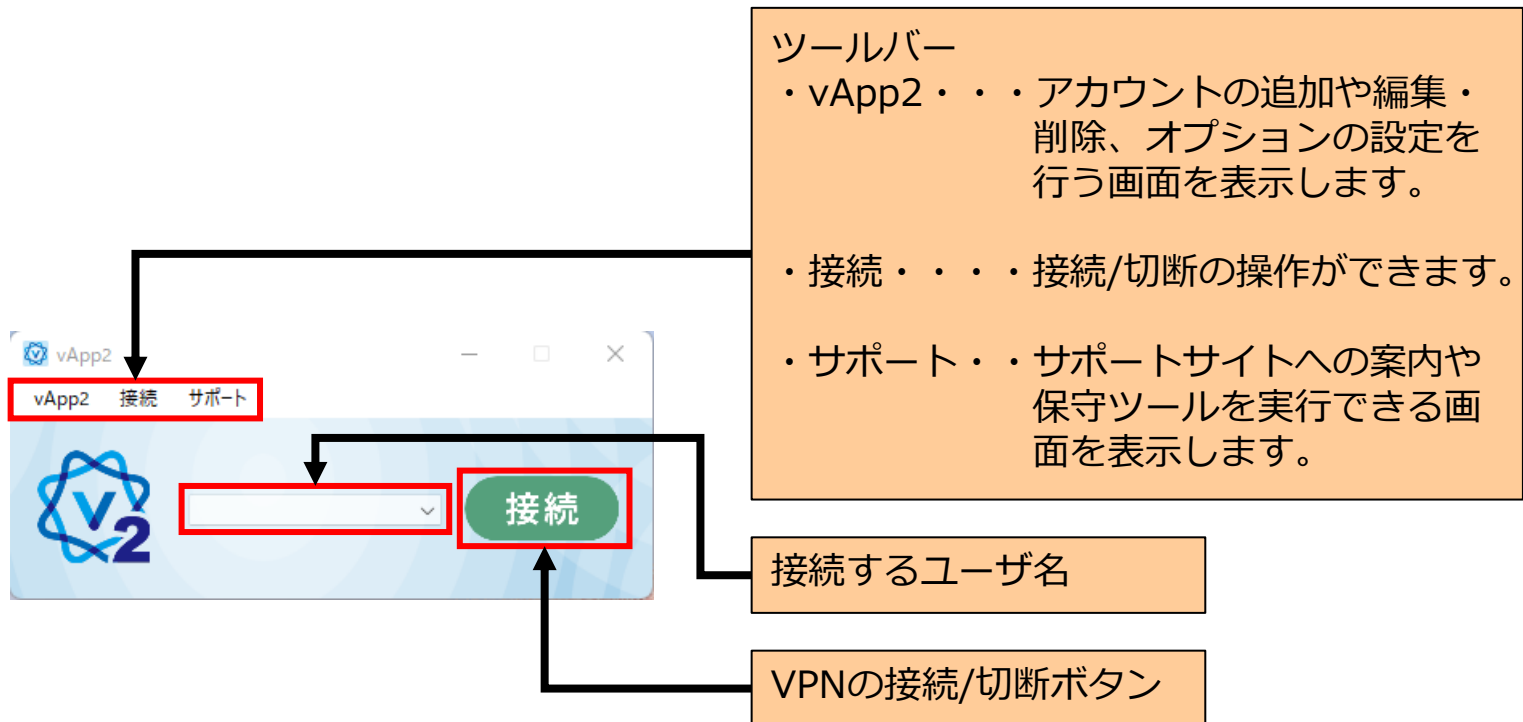 ツールバー
・vApp2・・・アカウントの追加や編集・
削除、オプションの設定を
行う画面を表示します。
・接続・・・・接続/切断の操作ができます。
・サポート・・サポートサイトへの案内や
保守ツールを実行できる画
面を表示します。
vApp2
vApp2 接続 サポート
V2
接続
接続するユーザ名
VPNの接続/切断ボタン